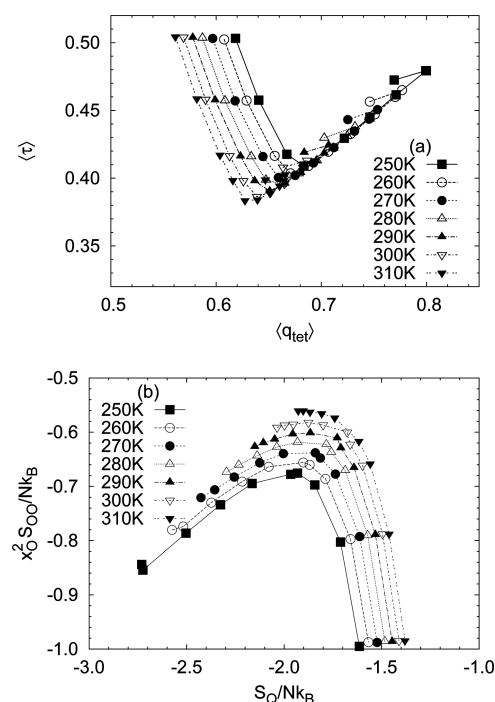 0.50
0.45
0.40
0.35
⟨τ⟩
(a)
250K
260K
270K
280K
290K
300K
310K
0.5 0.6 0.7 0.8
⟨q_tet⟩
-0.5
-0.6
-0.7
-0.8
-0.9
-1.0
x_O^2 S_OO/Nk_B
(b)
250K
260K
270K
280K
290K
300K
310K
-3.0 -2.5 -2.0 -1.5 -1.0
S_Q/Nk_B